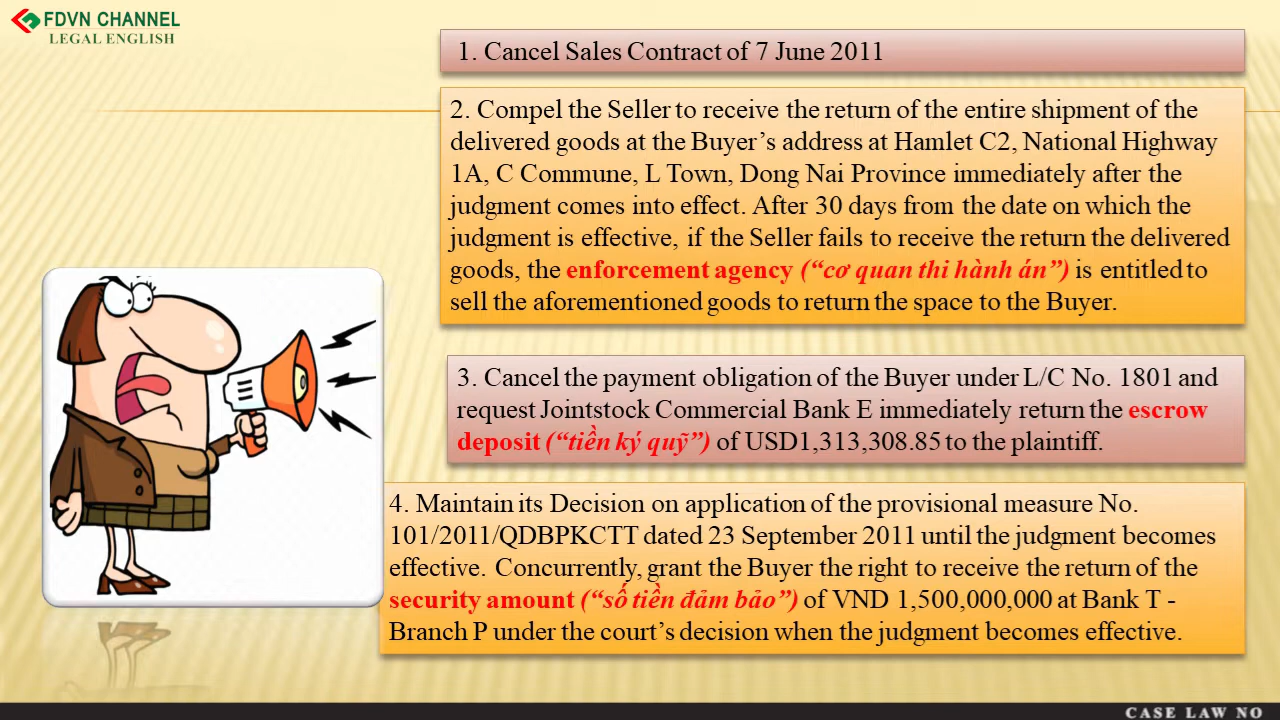 FDVN CHANNEL
LEGAL ENGLISH
1. Cancel Sales Contract of 7 June 2011
2. Compel the Seller to receive the return of the entire shipment of the
delivered goods at the Buyer’s address at Hamlet C2, National Highway
1A, C Commune, L Town, Dong Nai Province immediately after the
judgment comes into effect. After 30 days from the date on which the
judgment is effective, if the Seller fails to receive the return the delivered
goods, the enforcement agency (“cơ quan thi hành án”) is entitled to
sell the aforementioned goods to return the space to the Buyer.
3. Cancel the payment obligation of the Buyer under L/C No. 1801 and
request Jointstock Commercial Bank E immediately return the escrow
deposit (“tiền ký quỹ”) of USD1,313,308.85 to the plaintiff.
4. Maintain its Decision on application of the provisional measure No.
101/2011/QDBPKCTT dated 23 September 2011 until the judgment becomes
effective. Concurrently, grant the Buyer the right to receive the return of the
security amount (“số tiền đảm bảo”) of VND 1,500,000,000 at Bank T -
Branch P under the court’s decision when the judgment becomes effective.
CASE LAW NO